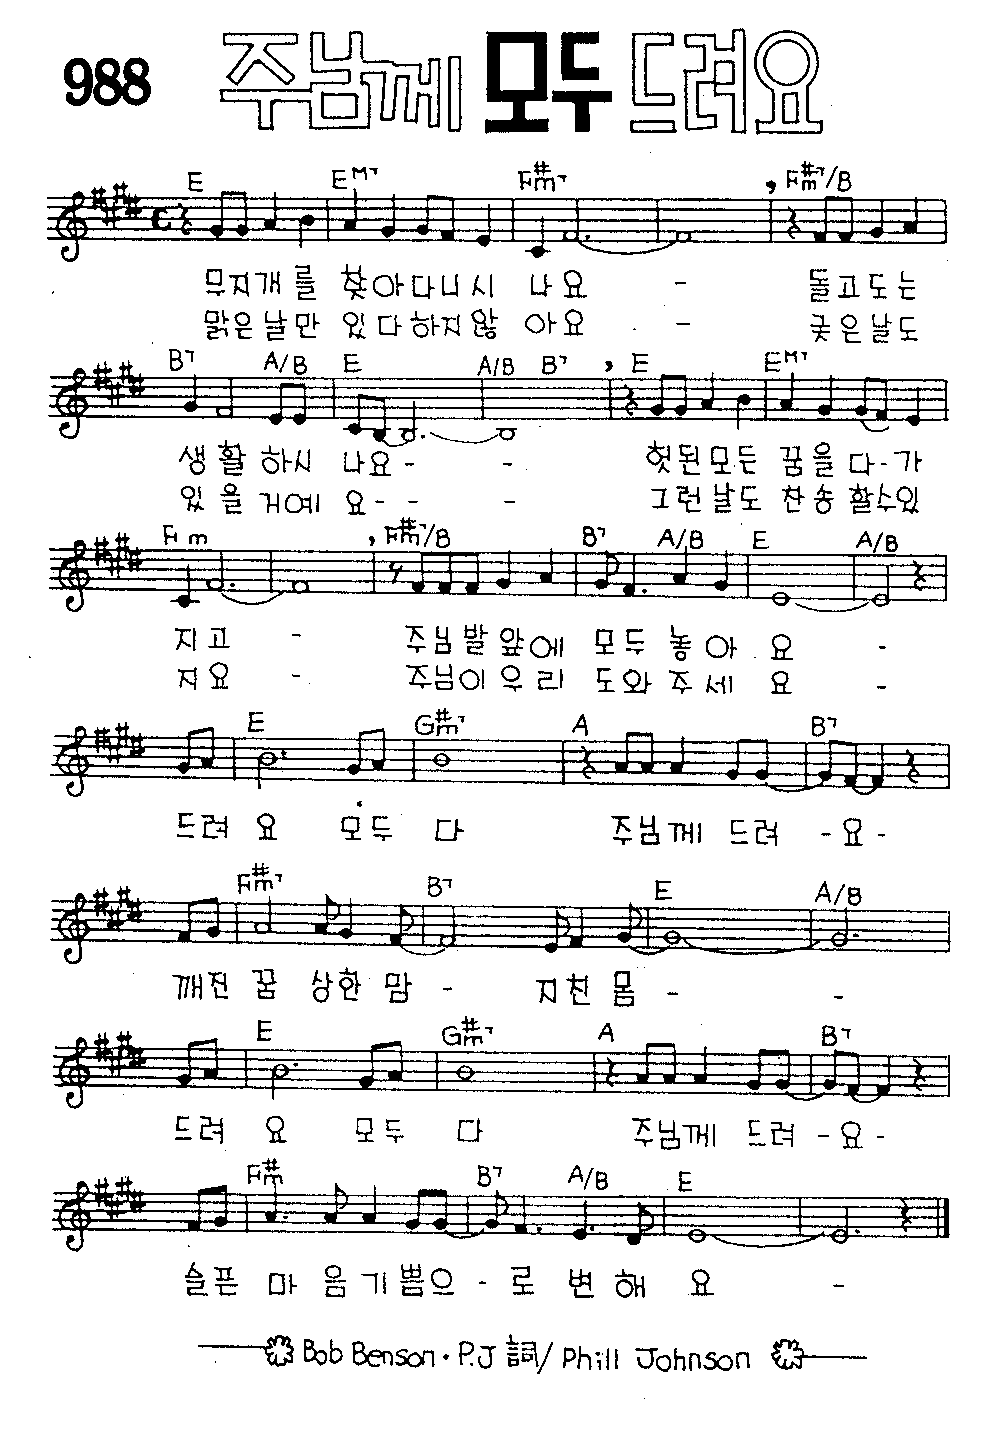 988 주님께 모두 드려요
E EM7 F#m7 , F#m7/B
무지개를 찾아다니시 나요 - 돌고도는
맑은날만 있다하지않 아요 - 궂은날도
B7 A/B E A/B B7 , E EM7
생활하시 나요- - 헛된모든 꿈을다-가
있을거예 요-- - 그런날도 찬송할수있
Fm , F#m7/B B7 A/B E A/B
지고 - 주님발앞에 모두놓아 요 -
지요 - 주님이우리 도와주세 요 -
E G#m7 A B7
드려 요 모두 다 주님께 드려 -요-
F#m7 B7 E A/B
깨진 꿈 상한 맘 - 지친 몸 - -
E G#m7 A B7
드려 요 모두 다 주님께 드려 -요-
F#m B7 A/B E
슬픈 마 음기쁨으 - 로 변해 요 -
Bob Benson · P.J 詞/ Phill Johnson